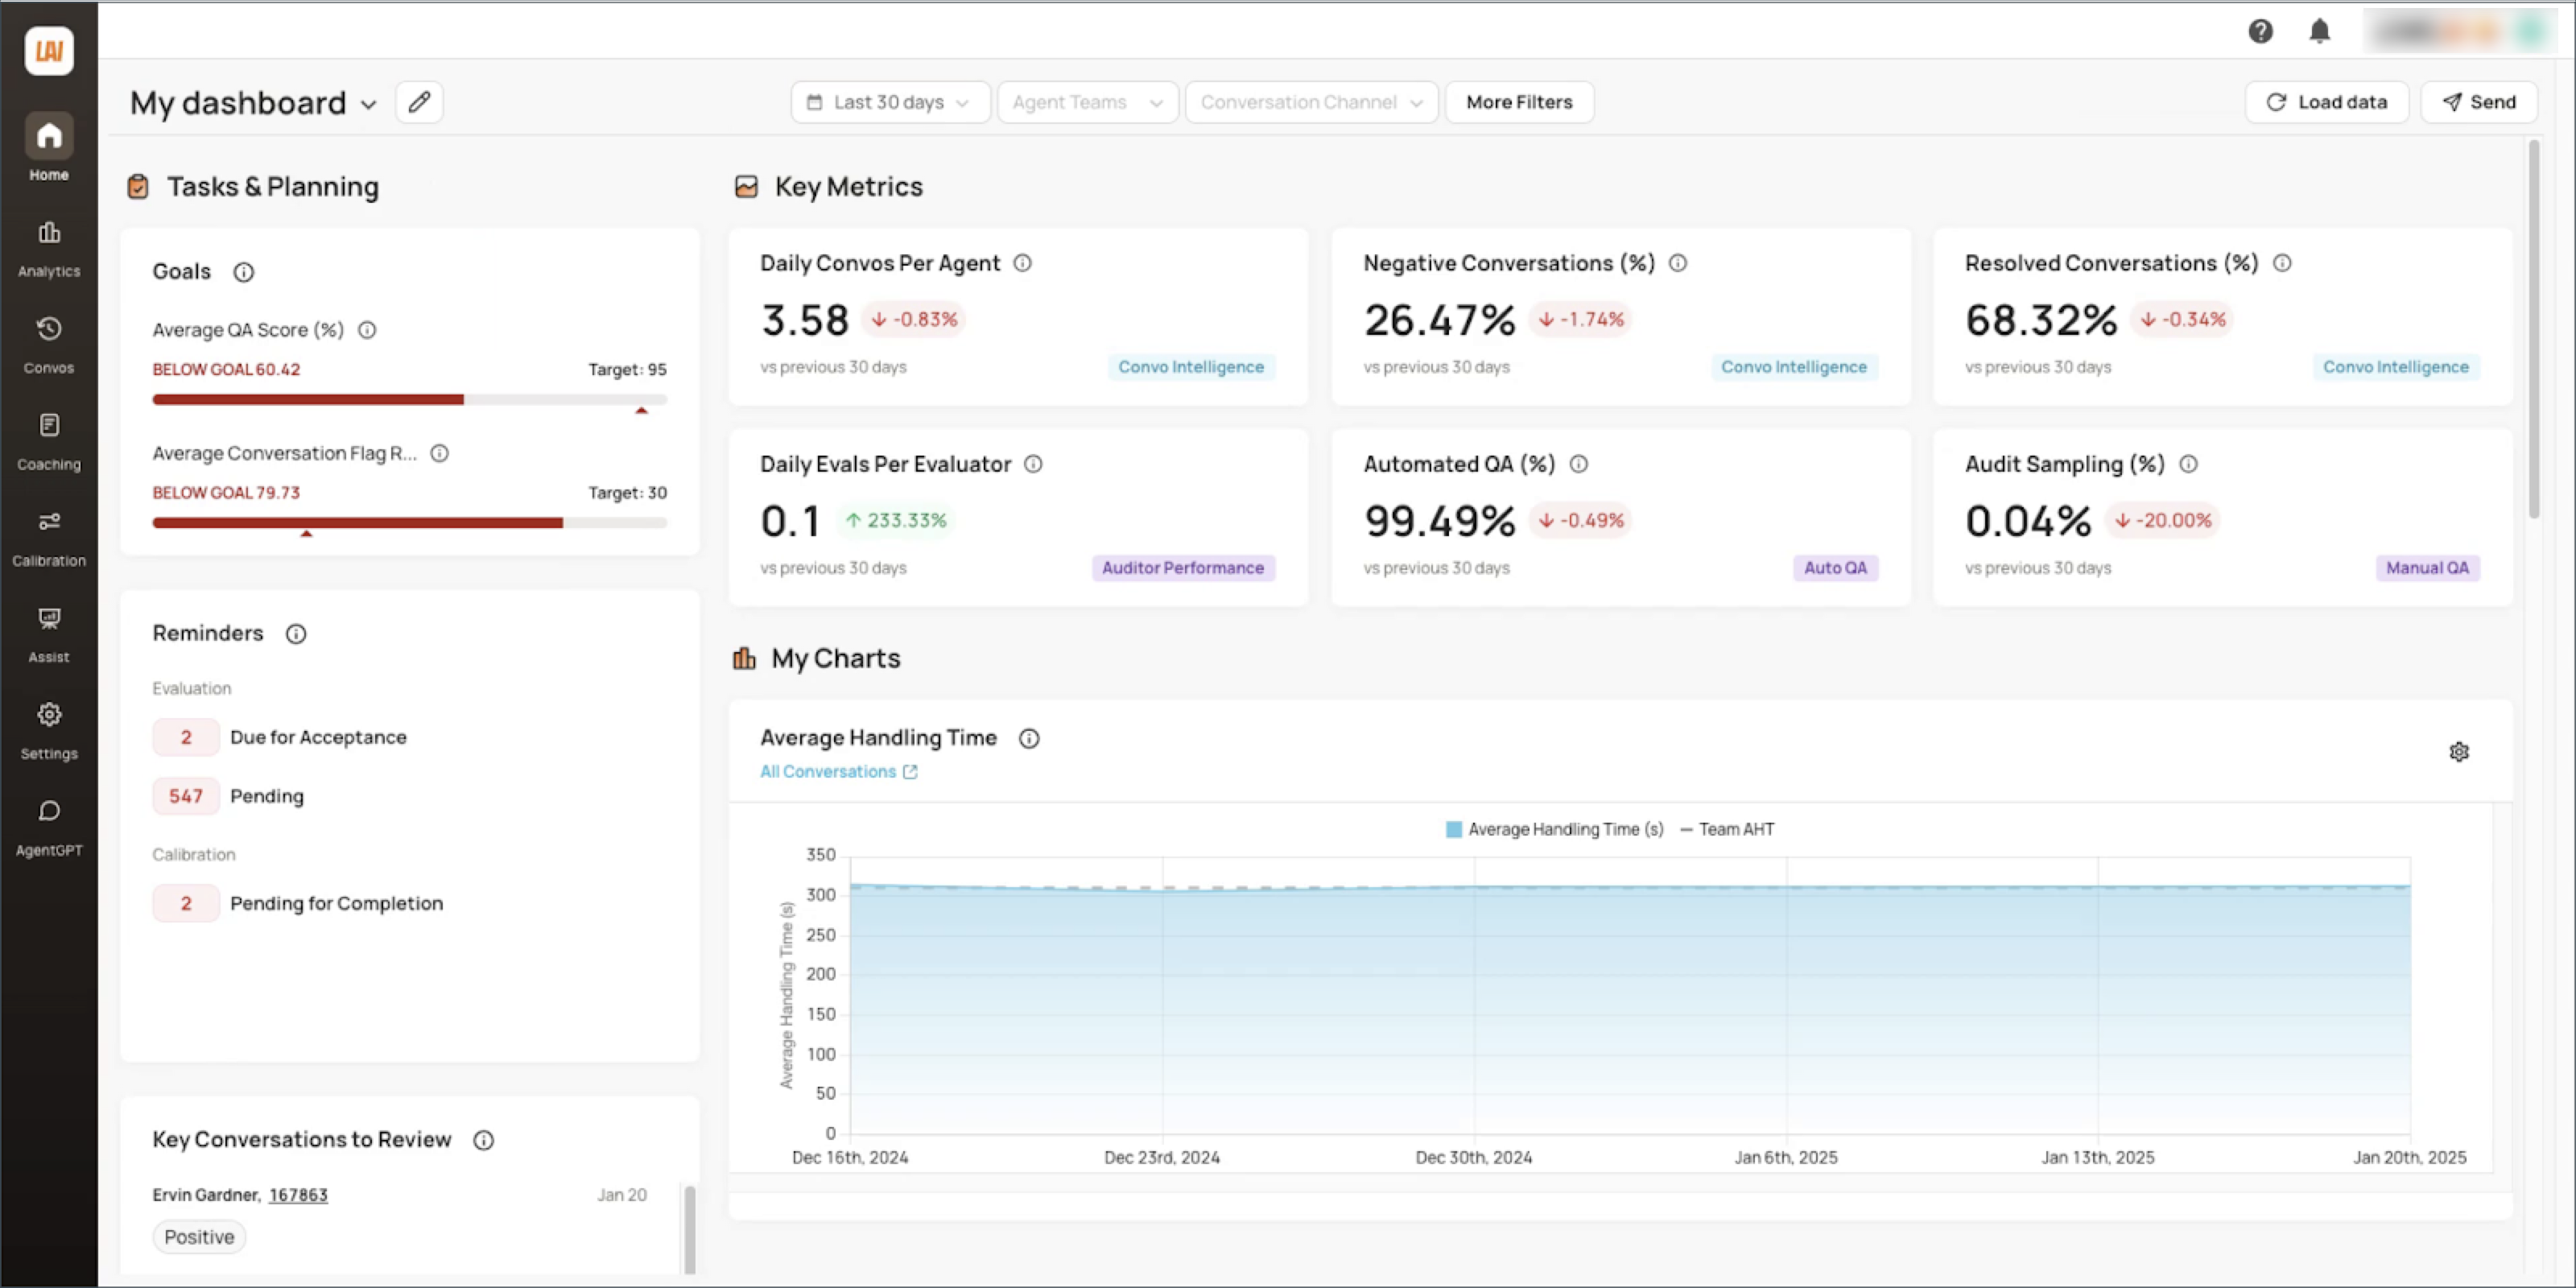 LAI
My dashboard
Last 30 days
Agent Teams
Conversation Channel
More Filters
Load data
Send
Home
Analytics
Convos
Coaching
Calibration
Assist
Settings
AgentGPT
Tasks & Planning
Goals
Average QA Score (%)
BELOW GOAL 60.42 Target: 95
Average Conversation Flag R...
BELOW GOAL 79.73 Target: 30
Reminders
Evaluation
2 Due for Acceptance
547 Pending
Calibration
2 Pending for Completion
Key Conversations to Review
Ervin Gardner, 167863 Jan 20
Positive
Key Metrics
Daily Convos Per Agent
3.58 -0.83%
vs previous 30 days Convo Intelligence
Negative Conversations (%)
26.47% -1.74%
vs previous 30 days Convo Intelligence
Resolved Conversations (%)
68.32% -0.34%
vs previous 30 days Convo Intelligence
Daily Evals Per Evaluator
0.1 233.33%
vs previous 30 days Auditor Performance
Automated QA (%)
99.49% -0.49%
vs previous 30 days Auto QA
Audit Sampling (%)
0.04% -20.00%
vs previous 30 days Manual QA
My Charts
Average Handling Time
All Conversations
Average Handling Time (s) Team AHT
Average Handling Time (s)
350
300
250
200
150
100
50
0
Dec 16th, 2024 Dec 23rd, 2024 Dec 30th, 2024 Jan 6th, 2025 Jan 13th, 2025 Jan 20th, 2025